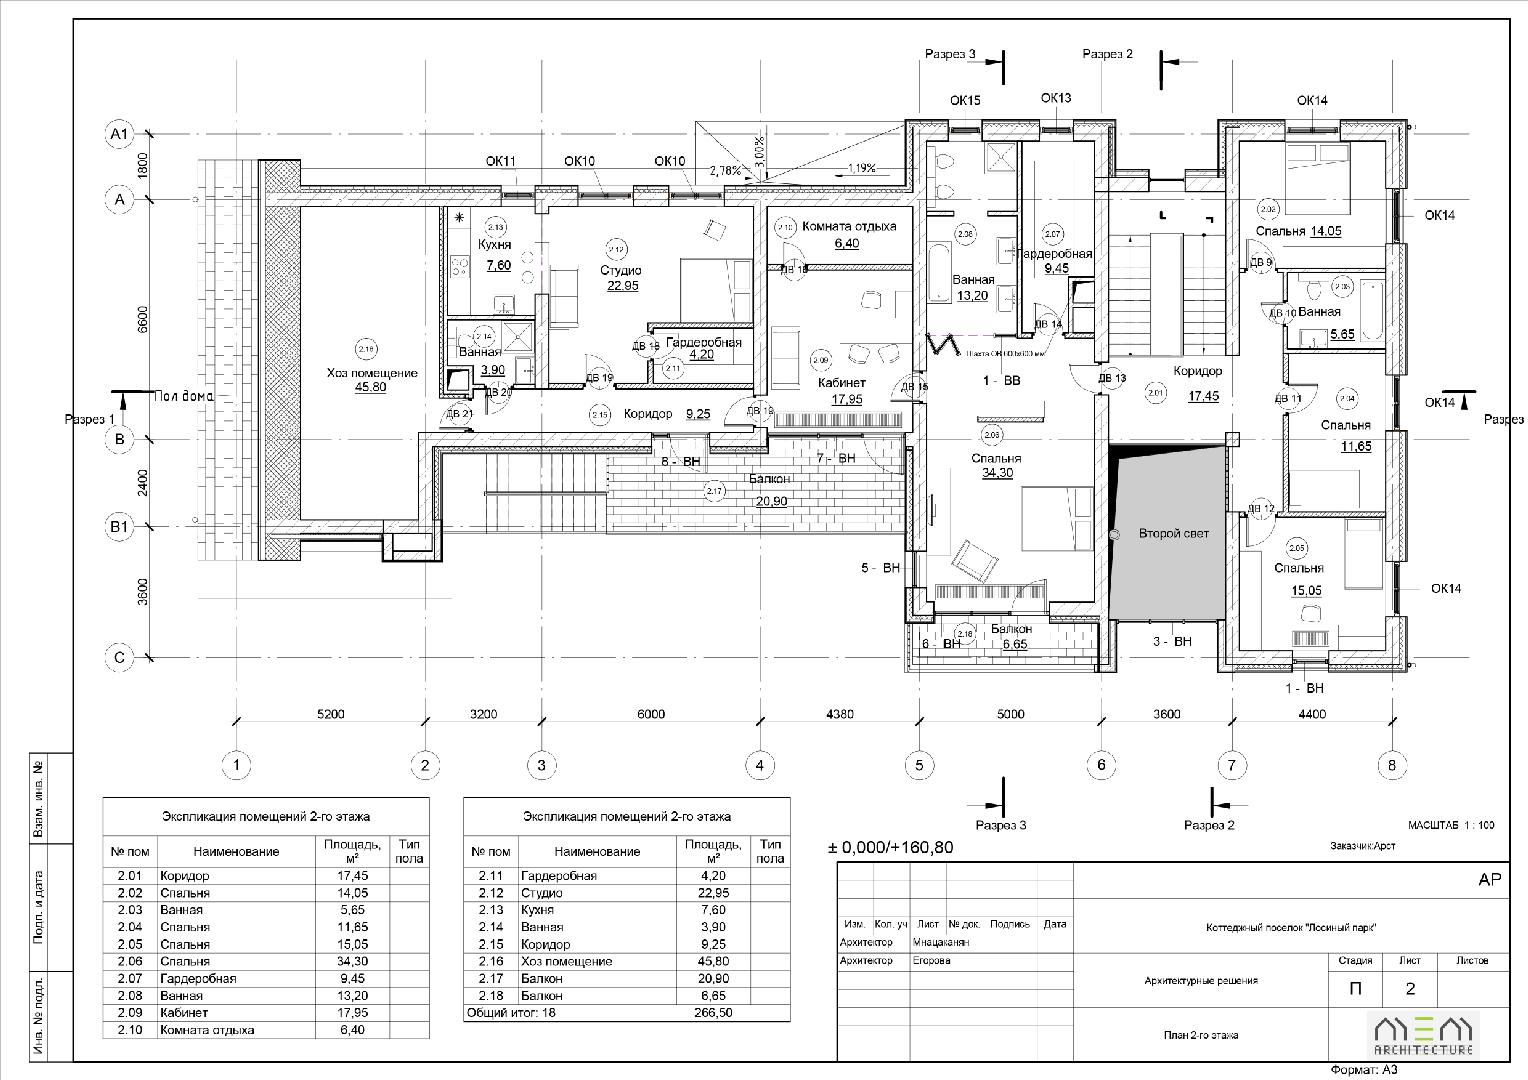 Разрез 3
Разрез 2
ОК15
ОК13
ОК14
А1
1800
ОК11
ОК10
ОК10
2,78%
3,00%
1,19%
А
2.13
Кухня
7,60
2.12
Студио
22,95
2.10
Комната отдыха
6,40
2.08
Ванная
13,20
2.07
Гардеробная
9,45
2.02
Спальня 14,05
ОК14
ДВ 9
2.03
Ванная
5,65
ДВ 10
6600
2.16
Хоз помещение
45,80
2.14
Ванная
3,90
ДВ 18
Гардеробная
4,20
2.11
ДВ 14
Шахта ОВ 600х600 мм
1 - ВВ
2.09
Кабинет
17,95
ДВ 15
ДВ 13
Коридор
2.01
17,45
ДВ 11
2.04
Спальня
11,65
ОК14
Разрез 1
Пол дома
ДВ 19
ДВ 20
ДВ 21
2.15
Коридор 9,25
ДВ 19
Разрез
В
8 - ВН
7 - ВН
2.06
Спальня
34,30
2400
2.17
Балкон
20,90
В1
ДВ 12
Второй свет
2.05
Спальня
15,05
3600
5 - ВН
ОК14
2.18
Балкон
6,65
6 - ВН
3 - ВН
С
1 - ВН
5200
3200
6000
4380
5000
3600
4400
1
2
3
4
5
6
7
8
Разрез 3
Разрез 2
МАСШТАБ 1 : 100
Взам. инв. №
Подп. и дата
Инв. № подл.
Экспликация помещений 2-го этажа
№ пом Наименование Площадь, м² Тип пола
2.01 Коридор 17,45
2.02 Спальня 14,05
2.03 Ванная 5,65
2.04 Спальня 11,65
2.05 Спальня 15,05
2.06 Спальня 34,30
2.07 Гардеробная 9,45
2.08 Ванная 13,20
2.09 Кабинет 17,95
2.10 Комната отдыха 6,40
Экспликация помещений 2-го этажа
№ пом Наименование Площадь, м² Тип пола
2.11 Гардеробная 4,20
2.12 Студио 22,95
2.13 Кухня 7,60
2.14 Ванная 3,90
2.15 Коридор 9,25
2.16 Хоз помещение 45,80
2.17 Балкон 20,90
2.18 Балкон 6,65
Общий итог: 18 266,50
± 0,000/+160,80
Заказчик:Арст
АР
Изм. Кол. уч Лист № док. Подпись Дата
Коттеджный поселок "Лосиный парк"
Архитектор Мнацаканян
Архитектор Егорова
Архитектурные решения
Стадия Лист Листов
П 2
План 2-го этажа
ARCHITECTURE
Формат: А3